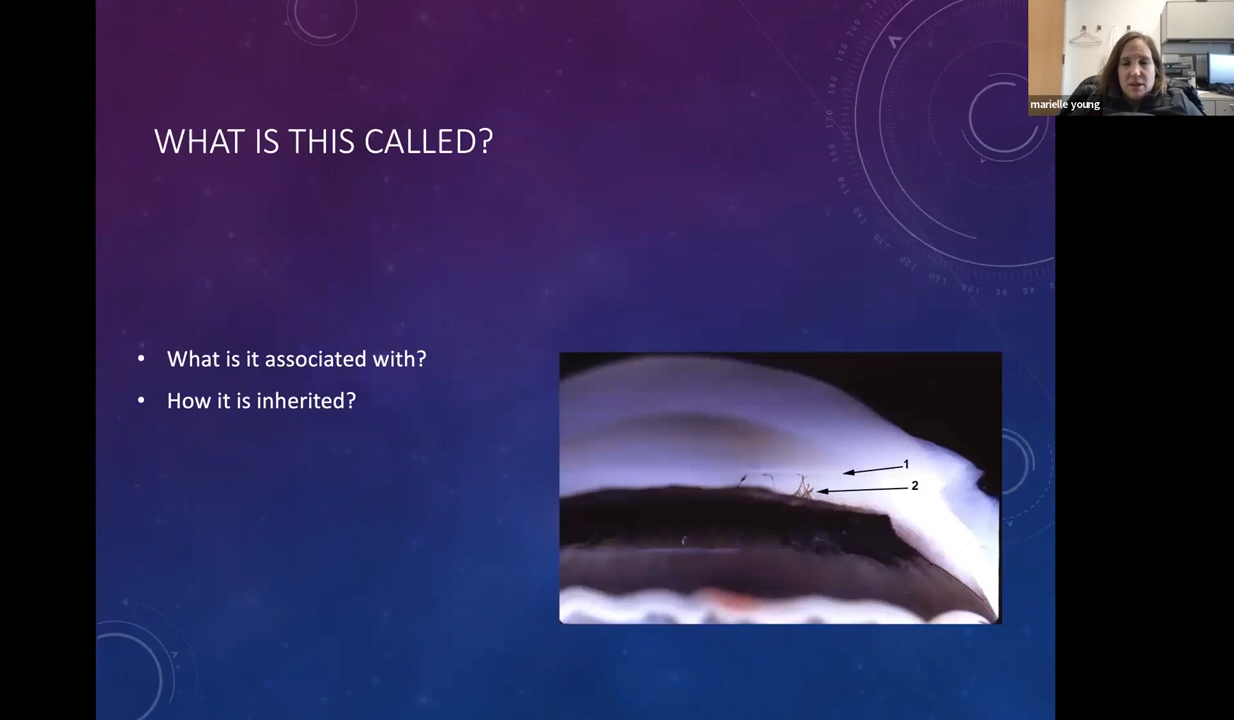 marielle young
WHAT IS THIS CALLED?
• What is it associated with?
• How it is inherited?
1
2